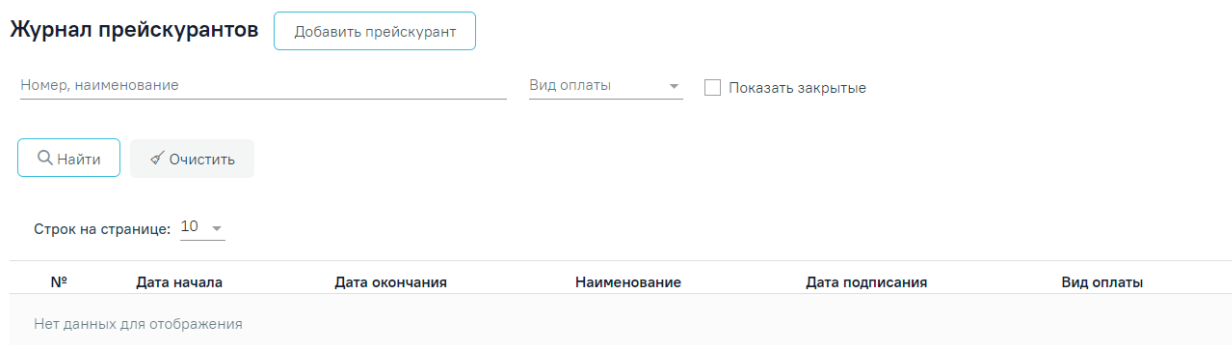 Журнал прейскурантов Добавить прейскурант
Номер, наименование Вид оплаты Показать закрытые
Найти Очистить
Строк на странице: 10
№ Дата начала Дата окончания Наименование Дата подписания Вид оплаты
Нет данных для отображения